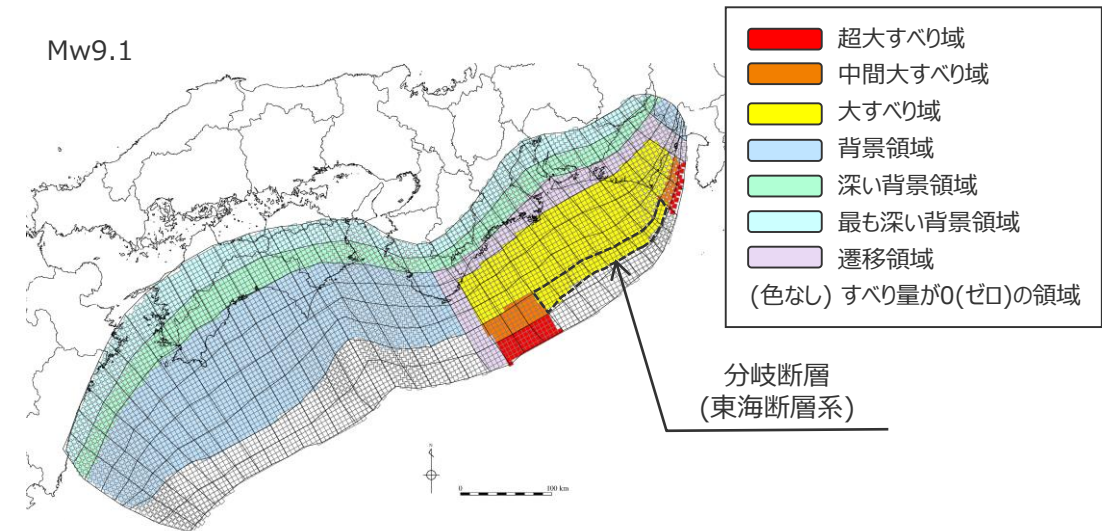 Mw9.1
超大すべり域
中間大すべり域
大すべり域
背景領域
深い背景領域
最も深い背景領域
遷移領域
(色なし) すべり量が0(ゼロ)の領域
分岐断層
(東海断層系)
N
0
100 km